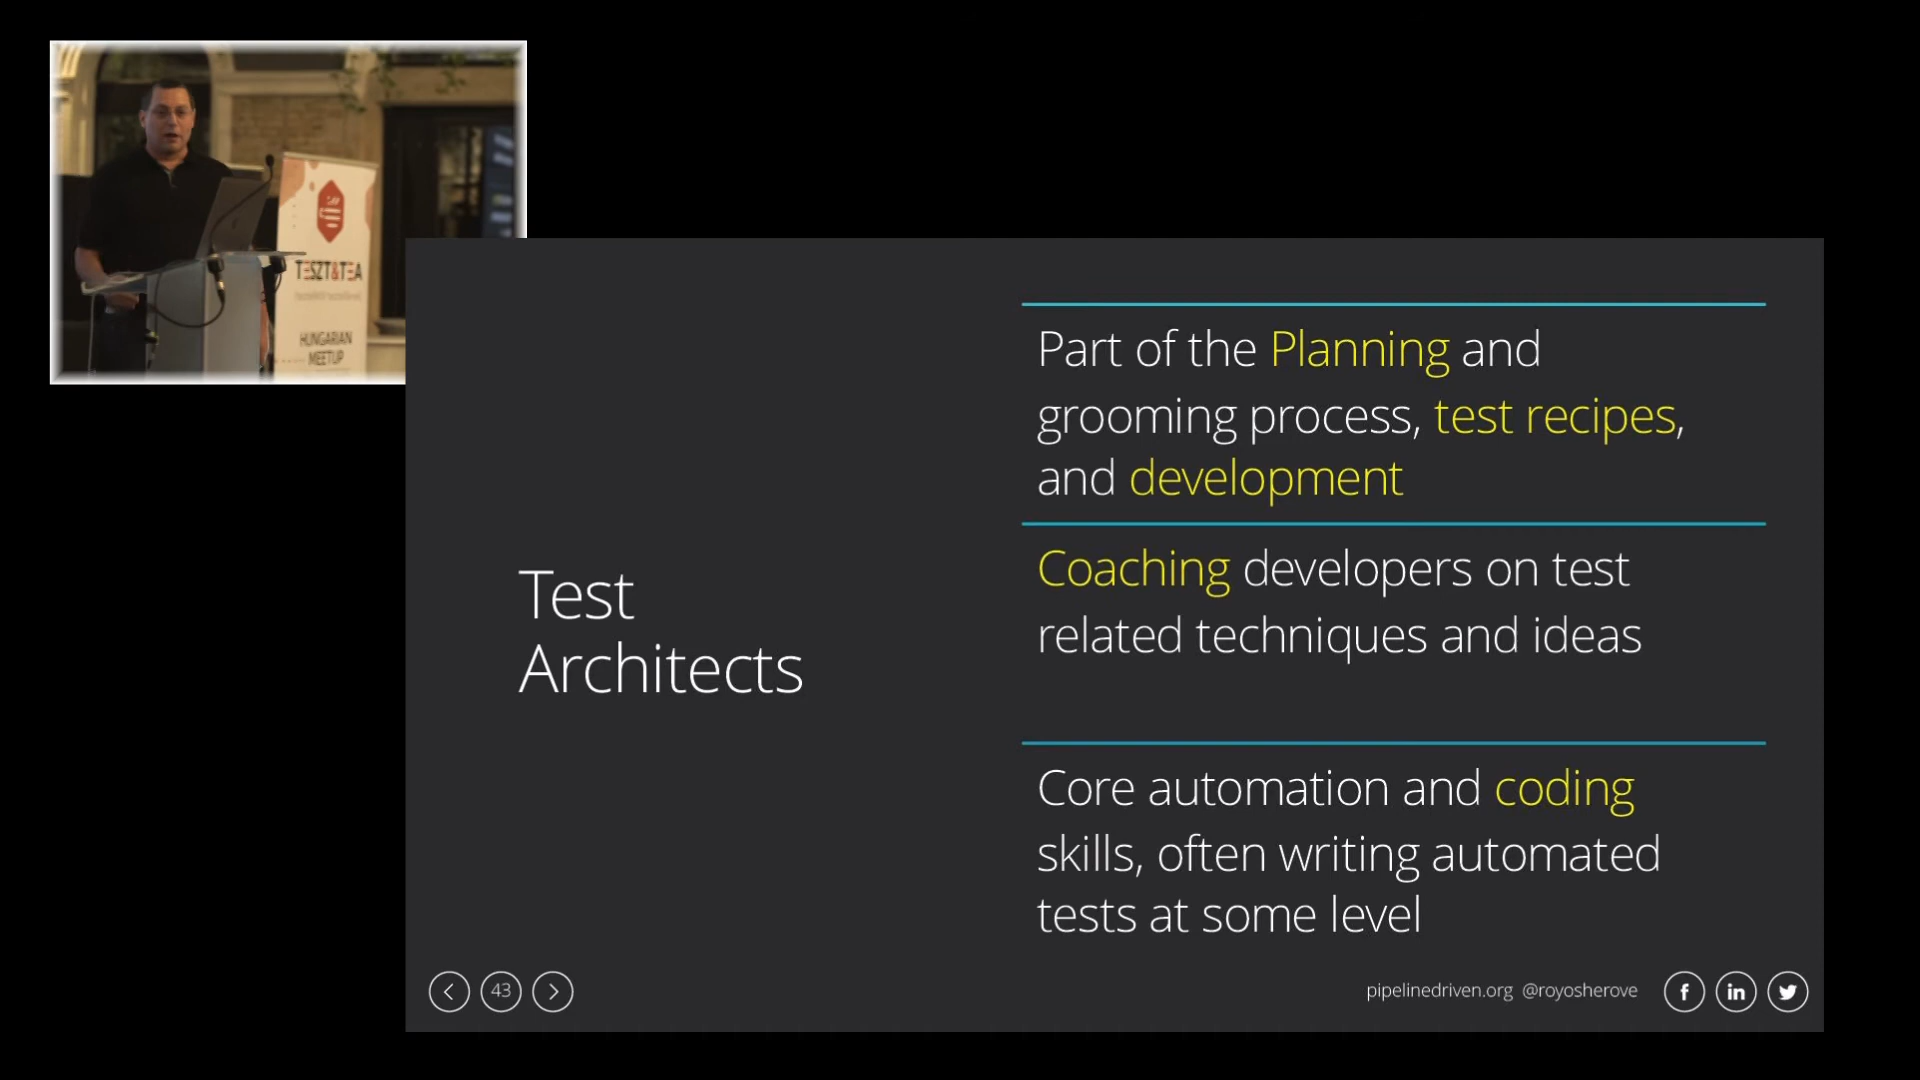 TESZT&TEA
HUNGARIAN
MEETUP
Test
Architects
Part of the Planning and
grooming process, test recipes,
and development
Coaching developers on test
related techniques and ideas
Core automation and coding
skills, often writing automated
tests at some level
43
pipelinedriven.org @royosherove
f
in